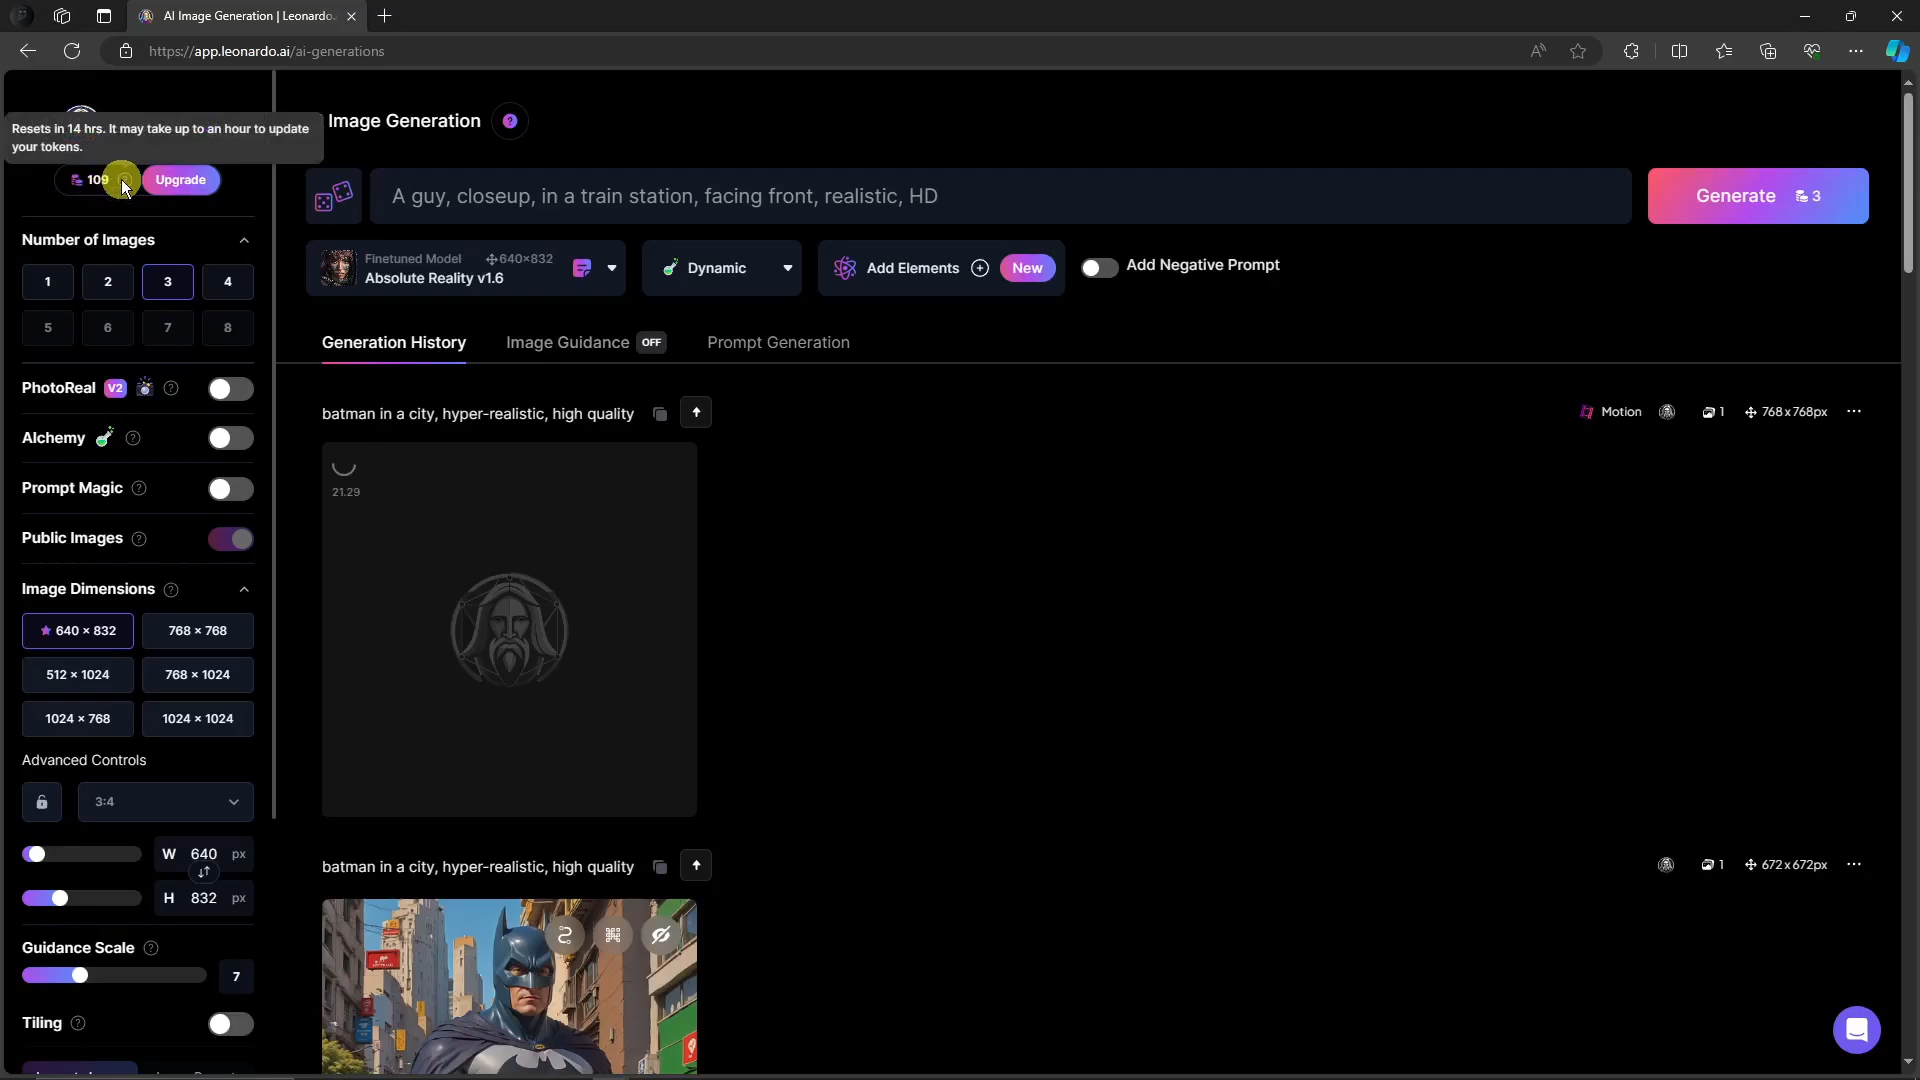 AI Image Generation | Leonardo.
https://app.leonardo.ai/ai-generations
Resets in 14 hrs. It may take up to an hour to update
your tokens.
109
Upgrade
Image Generation
?
A guy, closeup, in a train station, facing front, realistic, HD
Generate 3
Number of Images
1 2 3 4
5 6 7 8
Finetuned Model 640×832
Absolute Reality v1.6
Dynamic
Add Elements New
Add Negative Prompt
Generation History
Image Guidance OFF
Prompt Generation
PhotoReal V2 ?
Alchemy ?
Prompt Magic ?
Public Images ?
Image Dimensions ?
640 × 832
768 × 768
512 × 1024
768 × 1024
1024 × 768
1024 × 1024
Advanced Controls
3:4
W 640 px
H 832 px
Guidance Scale ?
7
Tiling ?
batman in a city, hyper-realistic, high quality
Motion 1 768 x 768px
21.29
batman in a city, hyper-realistic, high quality
1 672 x 672px